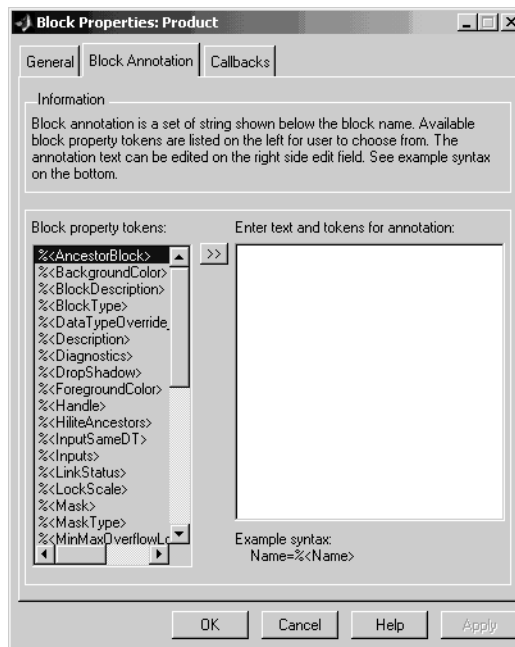 Block Properties: Product
General
Block Annotation
Callbacks
Information
Block annotation is a set of string shown below the block name. Available
block property tokens are listed on the left for user to choose from. The
annotation text can be edited on the right side edit field. See example syntax
on the bottom.
Block property tokens:
Enter text and tokens for annotation:
%<AncestorBlock>
>>
%<BackgroundColor>
%<BlockDescription>
%<BlockType>
%<DataTypeOverride_
%<Description>
%<Diagnostics>
%<DropShadow>
%<ForegroundColor>
%<Handle>
%<HiliteAncestors>
%<InputSameDT>
%<Inputs>
%<LinkStatus>
%<LockScale>
%<Mask>
%<MaskType>
%<MinMaxOverflowLo
Example syntax:
Name=%<Name>
OK
Cancel
Help
Apply